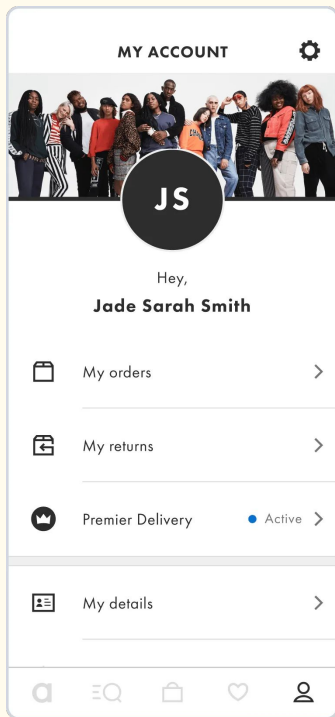 MY ACCOUNT
JS
Hey,
Jade Sarah Smith
My orders
My returns
Premier Delivery
Active
My details